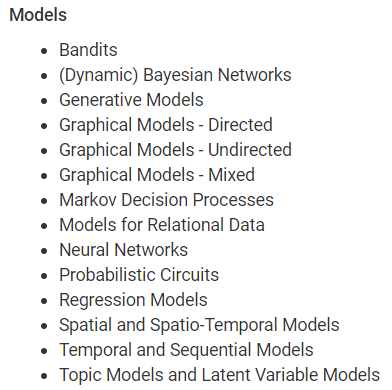 Models
Bandits
(Dynamic) Bayesian Networks
Generative Models
Graphical Models - Directed
Graphical Models - Undirected
Graphical Models - Mixed
Markov Decision Processes
Models for Relational Data
Neural Networks
Probabilistic Circuits
Regression Models
Spatial and Spatio-Temporal Models
Temporal and Sequential Models
Topic Models and Latent Variable Models